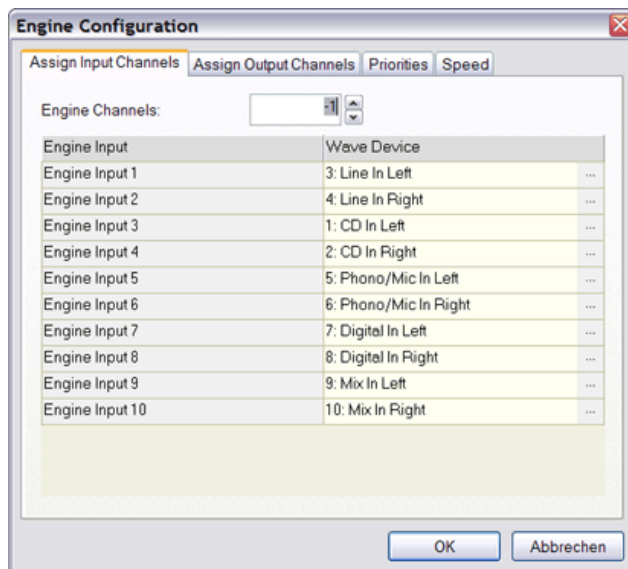 Engine Configuration
Assign Input Channels Assign Output Channels Priorities Speed
Engine Channels: -1
Engine Input Wave Device
Engine Input 1 3: Line In Left ...
Engine Input 2 4: Line In Right ...
Engine Input 3 1: CD In Left ...
Engine Input 4 2: CD In Right ...
Engine Input 5 5: Phono/Mic In Left ...
Engine Input 6 6: Phono/Mic In Right ...
Engine Input 7 7: Digital In Left ...
Engine Input 8 8: Digital In Right ...
Engine Input 9 9: Mix In Left ...
Engine Input 10 10: Mix In Right ...
OK Abbrechen